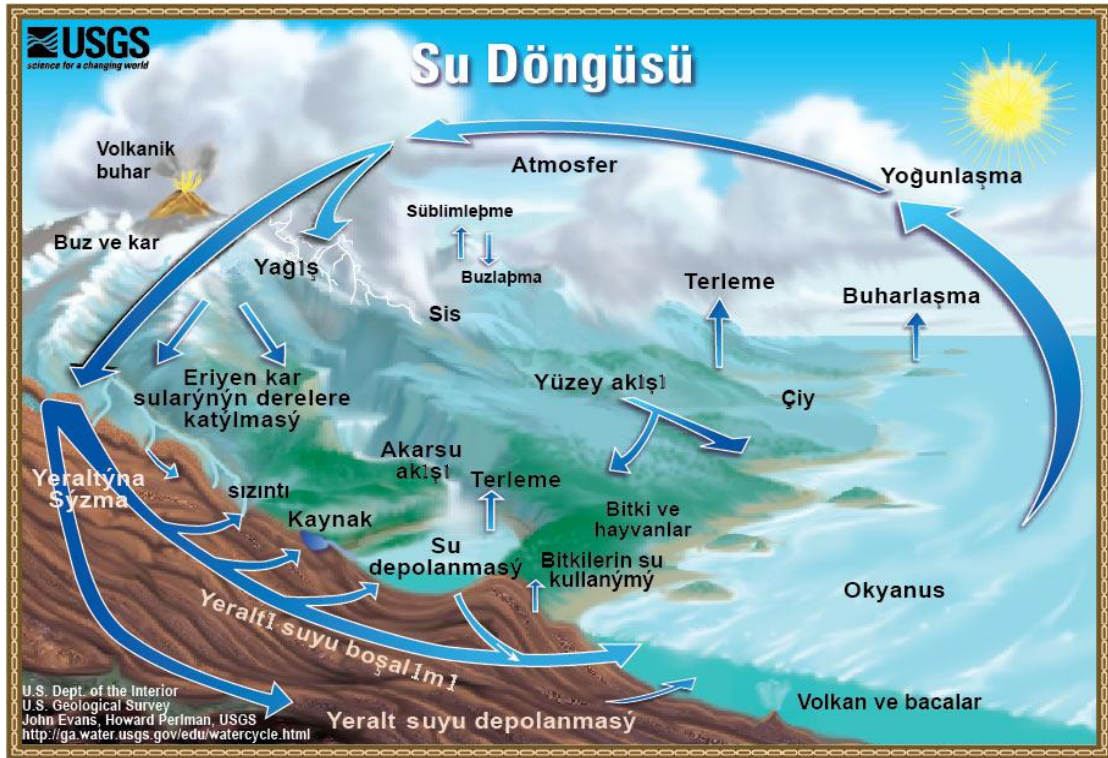 USGS
science for a changing world
Su Döngüsü
Volkanik
buhar
Atmosfer
Yoğunlaşma
Buz ve kar
Süblimleþme
Yağış
Buzlaþma
Sis
Terleme
Buharlaşma
Eriyen kar
sularýnýn derelere
katýlmasý
Yüzey akışı
Çiy
Akarsu
akışı
Terleme
Yeraltýna
Sýzma
sızıntı
Kaynak
Bitki ve
hayvanlar
Su
depolanmasý
Bitkilerin su
kullanýmý
Okyanus
Yeraltı suyu boşalımı
Volkan ve bacalar
Yeralt suyu depolanmasý
U.S. Dept. of the Interior
U.S. Geological Survey
John Evans, Howard Perlman, USGS
http://ga.water.usgs.gov/edu/watercycle.html